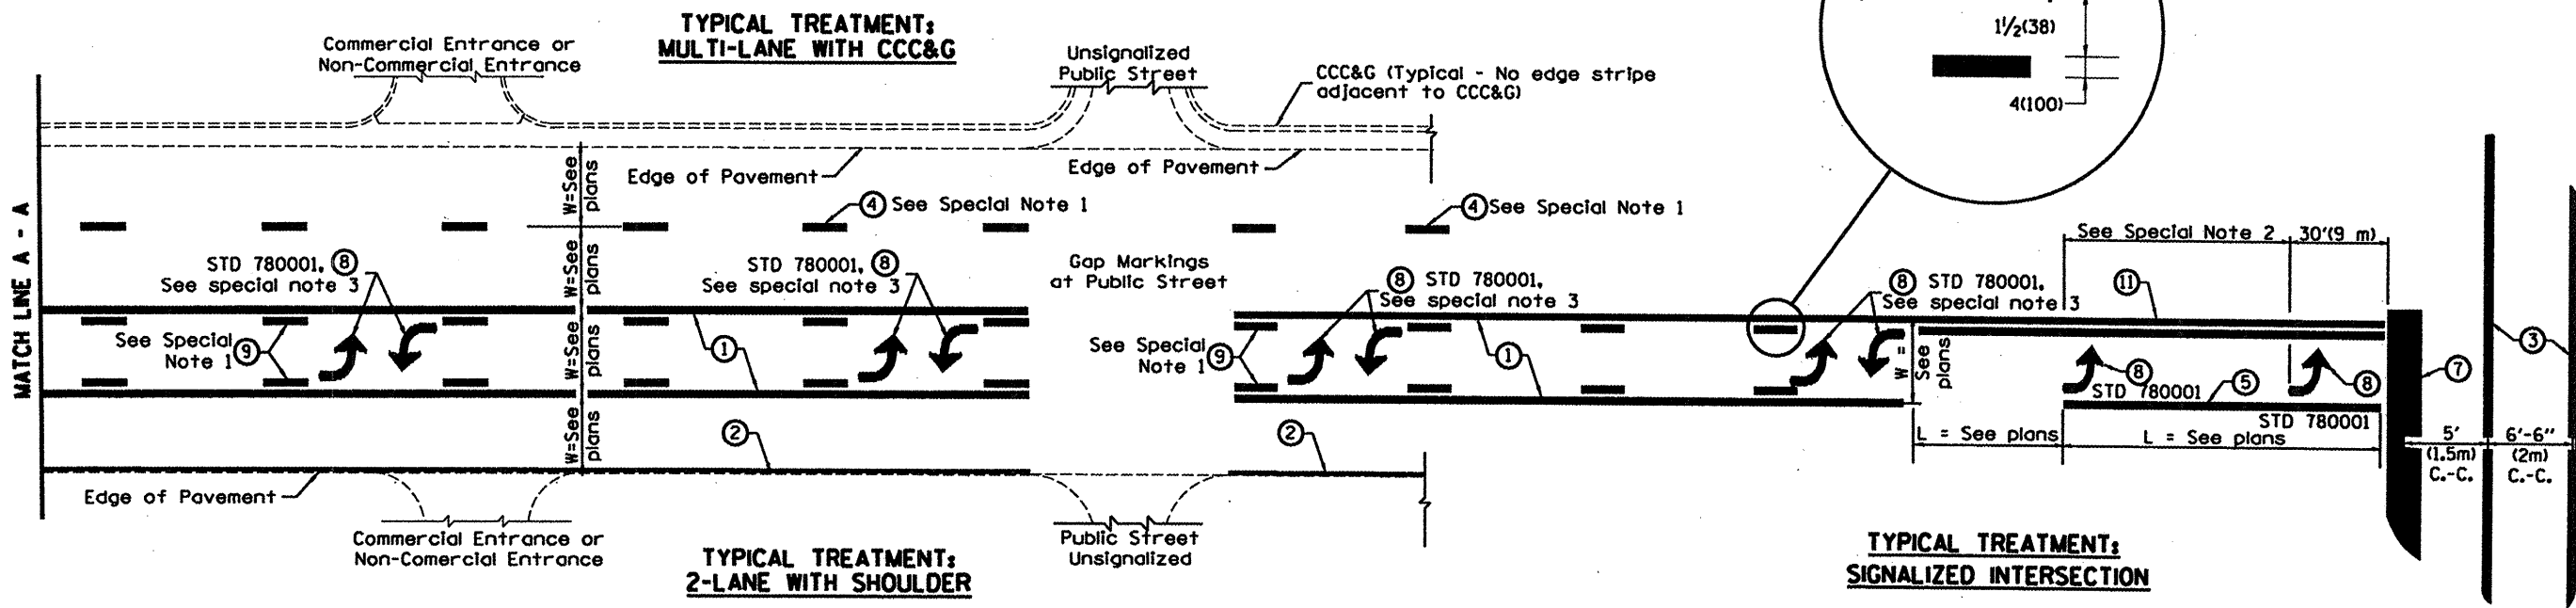 TYPICAL TREATMENT:
MULTI-LANE WITH CCC&G
Commercial Entrance or
Non-Commercial Entrance
Unsignalized
Public Street
CCC&G (Typical - No edge stripe
adjacent to CCC&G)
1½(38)
4(100)
Edge of Pavement
Edge of Pavement
MATCH LINE A - A
W=See
plans
W=See
plans
W=See
plans
W=See
plans
4 See Special Note 1
4 See Special Note 1
STD 780001, 8
See special note 3
STD 780001, 8
See special note 3
Gap Markings
at Public Street
8 STD 780001,
See special note 3
8 STD 780001,
See special note 3
See Special Note 2
30'(9 m)
11
See Special
Note 1 9
1
See Special
Note 1 9
1
W =
See
plans
8
STD 780001
5
8
STD 780001
7
3
2
2
L = See plans
L = See plans
5'
(1.5m)
C.-C.
6'-6"
(2m)
C.-C.
Edge of Pavement
Commercial Entrance or
Non-Comercial Entrance
Public Street
Unsignalized
TYPICAL TREATMENT:
2-LANE WITH SHOULDER
TYPICAL TREATMENT:
SIGNALIZED INTERSECTION